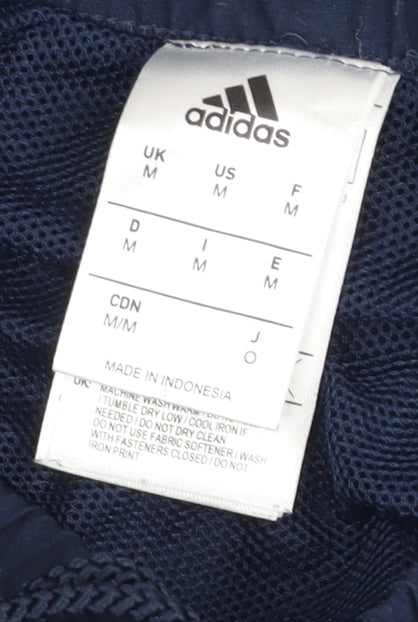 adidas
UK US F
M M M
D I E
M M M
CDN J
M/M O
MADE IN INDONESIA
UK: MACHINE WASH WARM
/ TUMBLE DRY LOW / COOL IRON IF
NEEDED / DO NOT DRY CLEAN
DO NOT USE FABRIC SOFTENER / WASH
WITH FASTENERS CLOSED / DO NOT
IRON PRINT